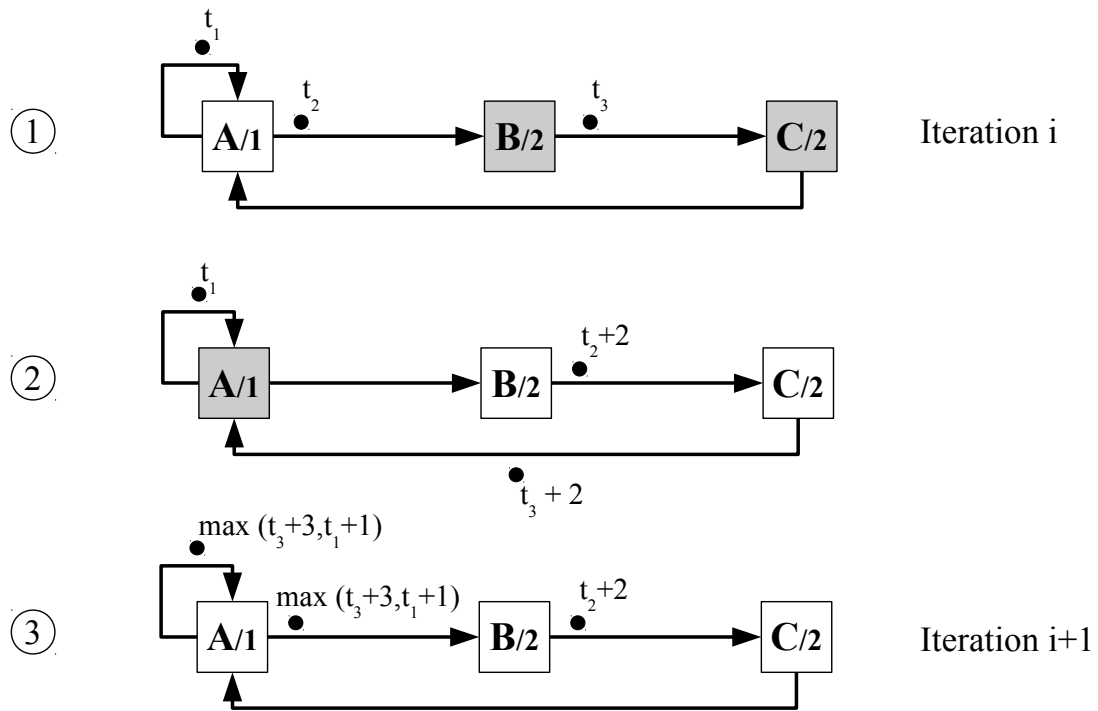 t₁
1
A/1
t₂
B/2
t₃
C/2
Iteration i
t₁
2
A/1
B/2
t₂+2
C/2
t₃ + 2
max (t₃+3,t₁+1)
3
A/1
max (t₃+3,t₁+1)
B/2
t₂+2
C/2
Iteration i+1